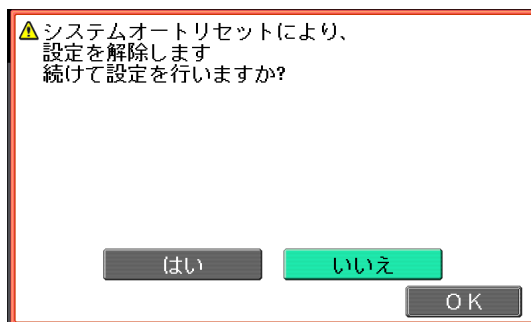 システムオートリセットにより、
設定を解除します
続けて設定を行いますか?
はい
いいえ
OK